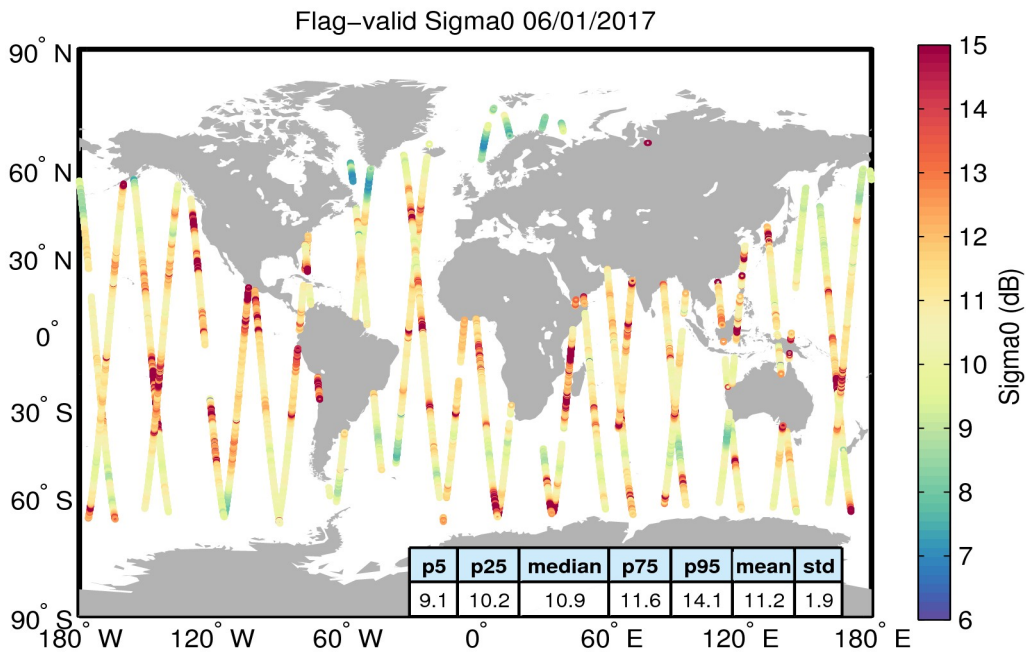 Flag−valid Sigma0 06/01/2017
90° N
60° N
30° N
0°
30° S
60° S
90° S
180° W
120° W
60° W
0°
60° E
120° E
180° E
p5 p25 median p75 p95 mean std
9.1 10.2 10.9 11.6 14.1 11.2 1.9
15
14
13
12
11
10
9
8
7
6
Sigma0 (dB)